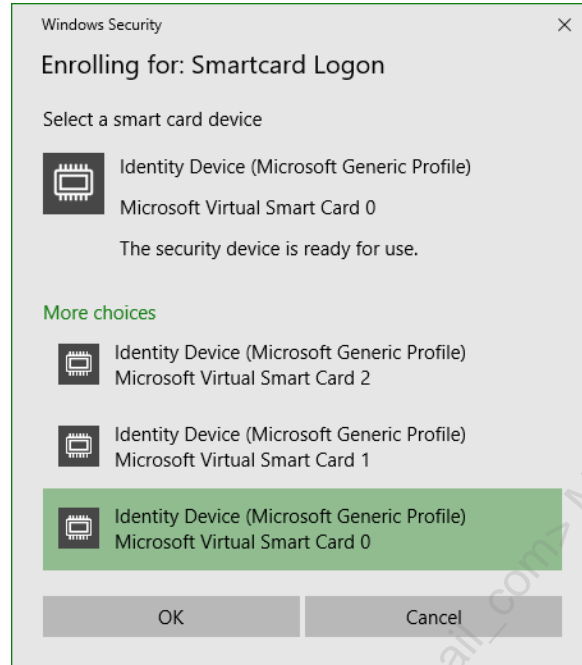 Windows Security
Enrolling for: Smartcard Logon
Select a smart card device
Identity Device (Microsoft Generic Profile)
Microsoft Virtual Smart Card 0
The security device is ready for use.
More choices
Identity Device (Microsoft Generic Profile)
Microsoft Virtual Smart Card 2
Identity Device (Microsoft Generic Profile)
Microsoft Virtual Smart Card 1
Identity Device (Microsoft Generic Profile)
Microsoft Virtual Smart Card 0
OK
Cancel